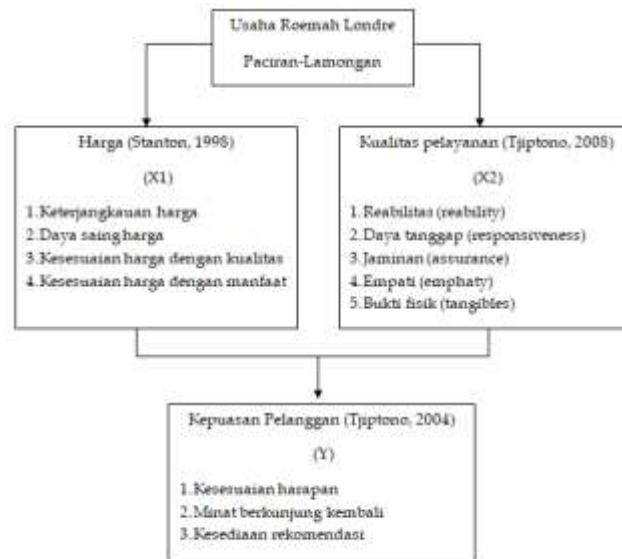 Usaha Roemah Londre
Paciran-Lamongan
Harga (Stanton, 1998)
(X1)
1.Keterjangkauan harga
2.Daya saing harga
3.Kesesuaian harga dengan kualitas
4.Kesesuaian harga dengan manfaat
Kualitas pelayanan (Tjiptono, 2008)
(X2)
1.Reabilitas (reability)
2.Daya tanggap (responsiveness)
3.Jaminan (assurance)
4.Empati (emphaty)
5.Bukti fisik (tangibles)
Kepuasan Pelanggan (Tjiptono, 2004)
(Y)
1.Kesesuaian harapan
2.Minat berkunjung kembali
3.Kesediaan rekomendasi